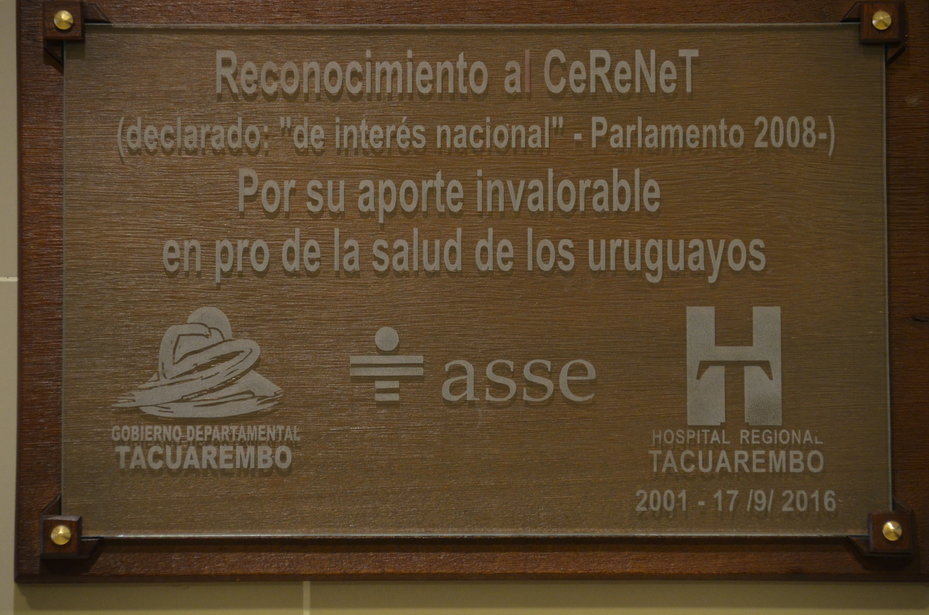 Reconocimiento al CeReNeT
(declarado: "de interés nacional" - Parlamento 2008-)
Por su aporte invalorable
en pro de la salud de los uruguayos
GOBIERNO DEPARTAMENTAL
TACUAREMBO
asse
HT
HOSPITAL REGIONAL
TACUAREMBO
2001 - 17 /9/ 2016